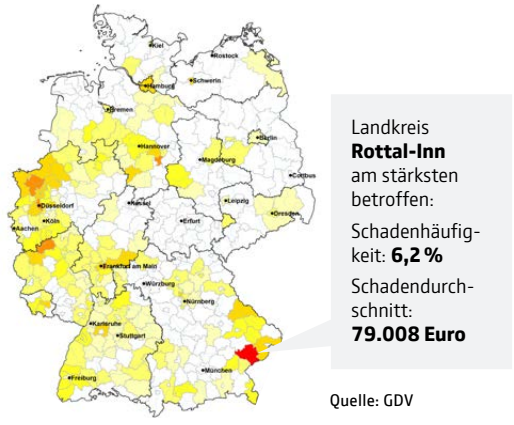 Kiel
Rostock
Hamburg
Schwerin
Bremen
Berlin
Hannover
Magdeburg
Cottbus
Kassel
Leipzig
Düsseldorf
Dresden
Köln
Erfurt
Aachen
Frankfurt am Main
Würzburg
Nürnberg
Karlsruhe
Stuttgart
München
Freiburg
Landkreis
Rottal-Inn
am stärksten
betroffen:
Schadenhäufig-
keit: 6,2 %
Schadendurch-
schnitt:
79.008 Euro
Quelle: GDV